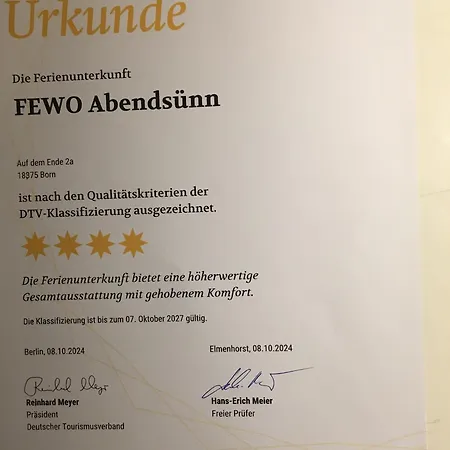 Urkunde
Die Ferienunterkunft
FEWO Abendsünn
Auf dem Ende 2a
18375 Born
ist nach den Qualitätskriterien der
DTV-Klassifizierung ausgezeichnet.
Die Ferienunterkunft bietet eine höherwertige
Gesamtausstattung mit gehobenem Komfort.
Die Klassifizierung ist bis zum 07. Oktober 2027 gültig.
Berlin, 08.10.2024
Elmenhorst, 08.10.2024
Reinhard Meyer
Reinhard Meyer
Präsident
Deutscher Tourismusverband
Hans-Erich Meier
Freier Prüfer